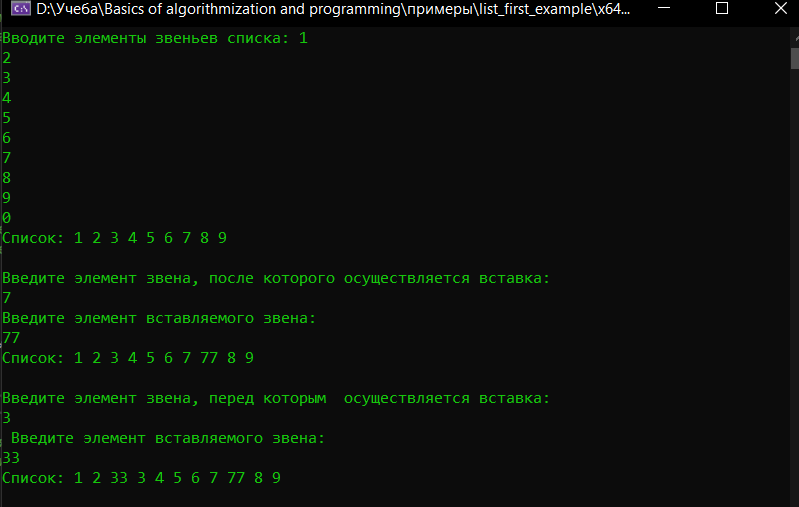 D:\Учеба\Basics of algorithmization and programming\примеры\list_first_example\x64...
Вводите элементы звеньев списка: 1
2
3
4
5
6
7
8
9
0
Список: 1 2 3 4 5 6 7 8 9
Введите элемент звена, после которого осуществляется вставка:
7
Введите элемент вставляемого звена:
77
Список: 1 2 3 4 5 6 7 77 8 9
Введите элемент звена, перед которым  осуществляется вставка:
3
 Введите элемент вставляемого звена:
33
Список: 1 2 33 3 4 5 6 7 77 8 9